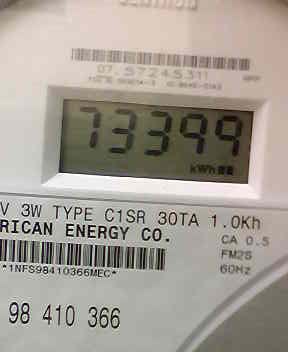 07.57245311
73399
kWh
V 3W TYPE C1SR 30TA 1.0Kh
RICAN ENERGY CO.
CA 0.5
FM2S
60Hz
*1NFS98410366MEC*
98 410 366